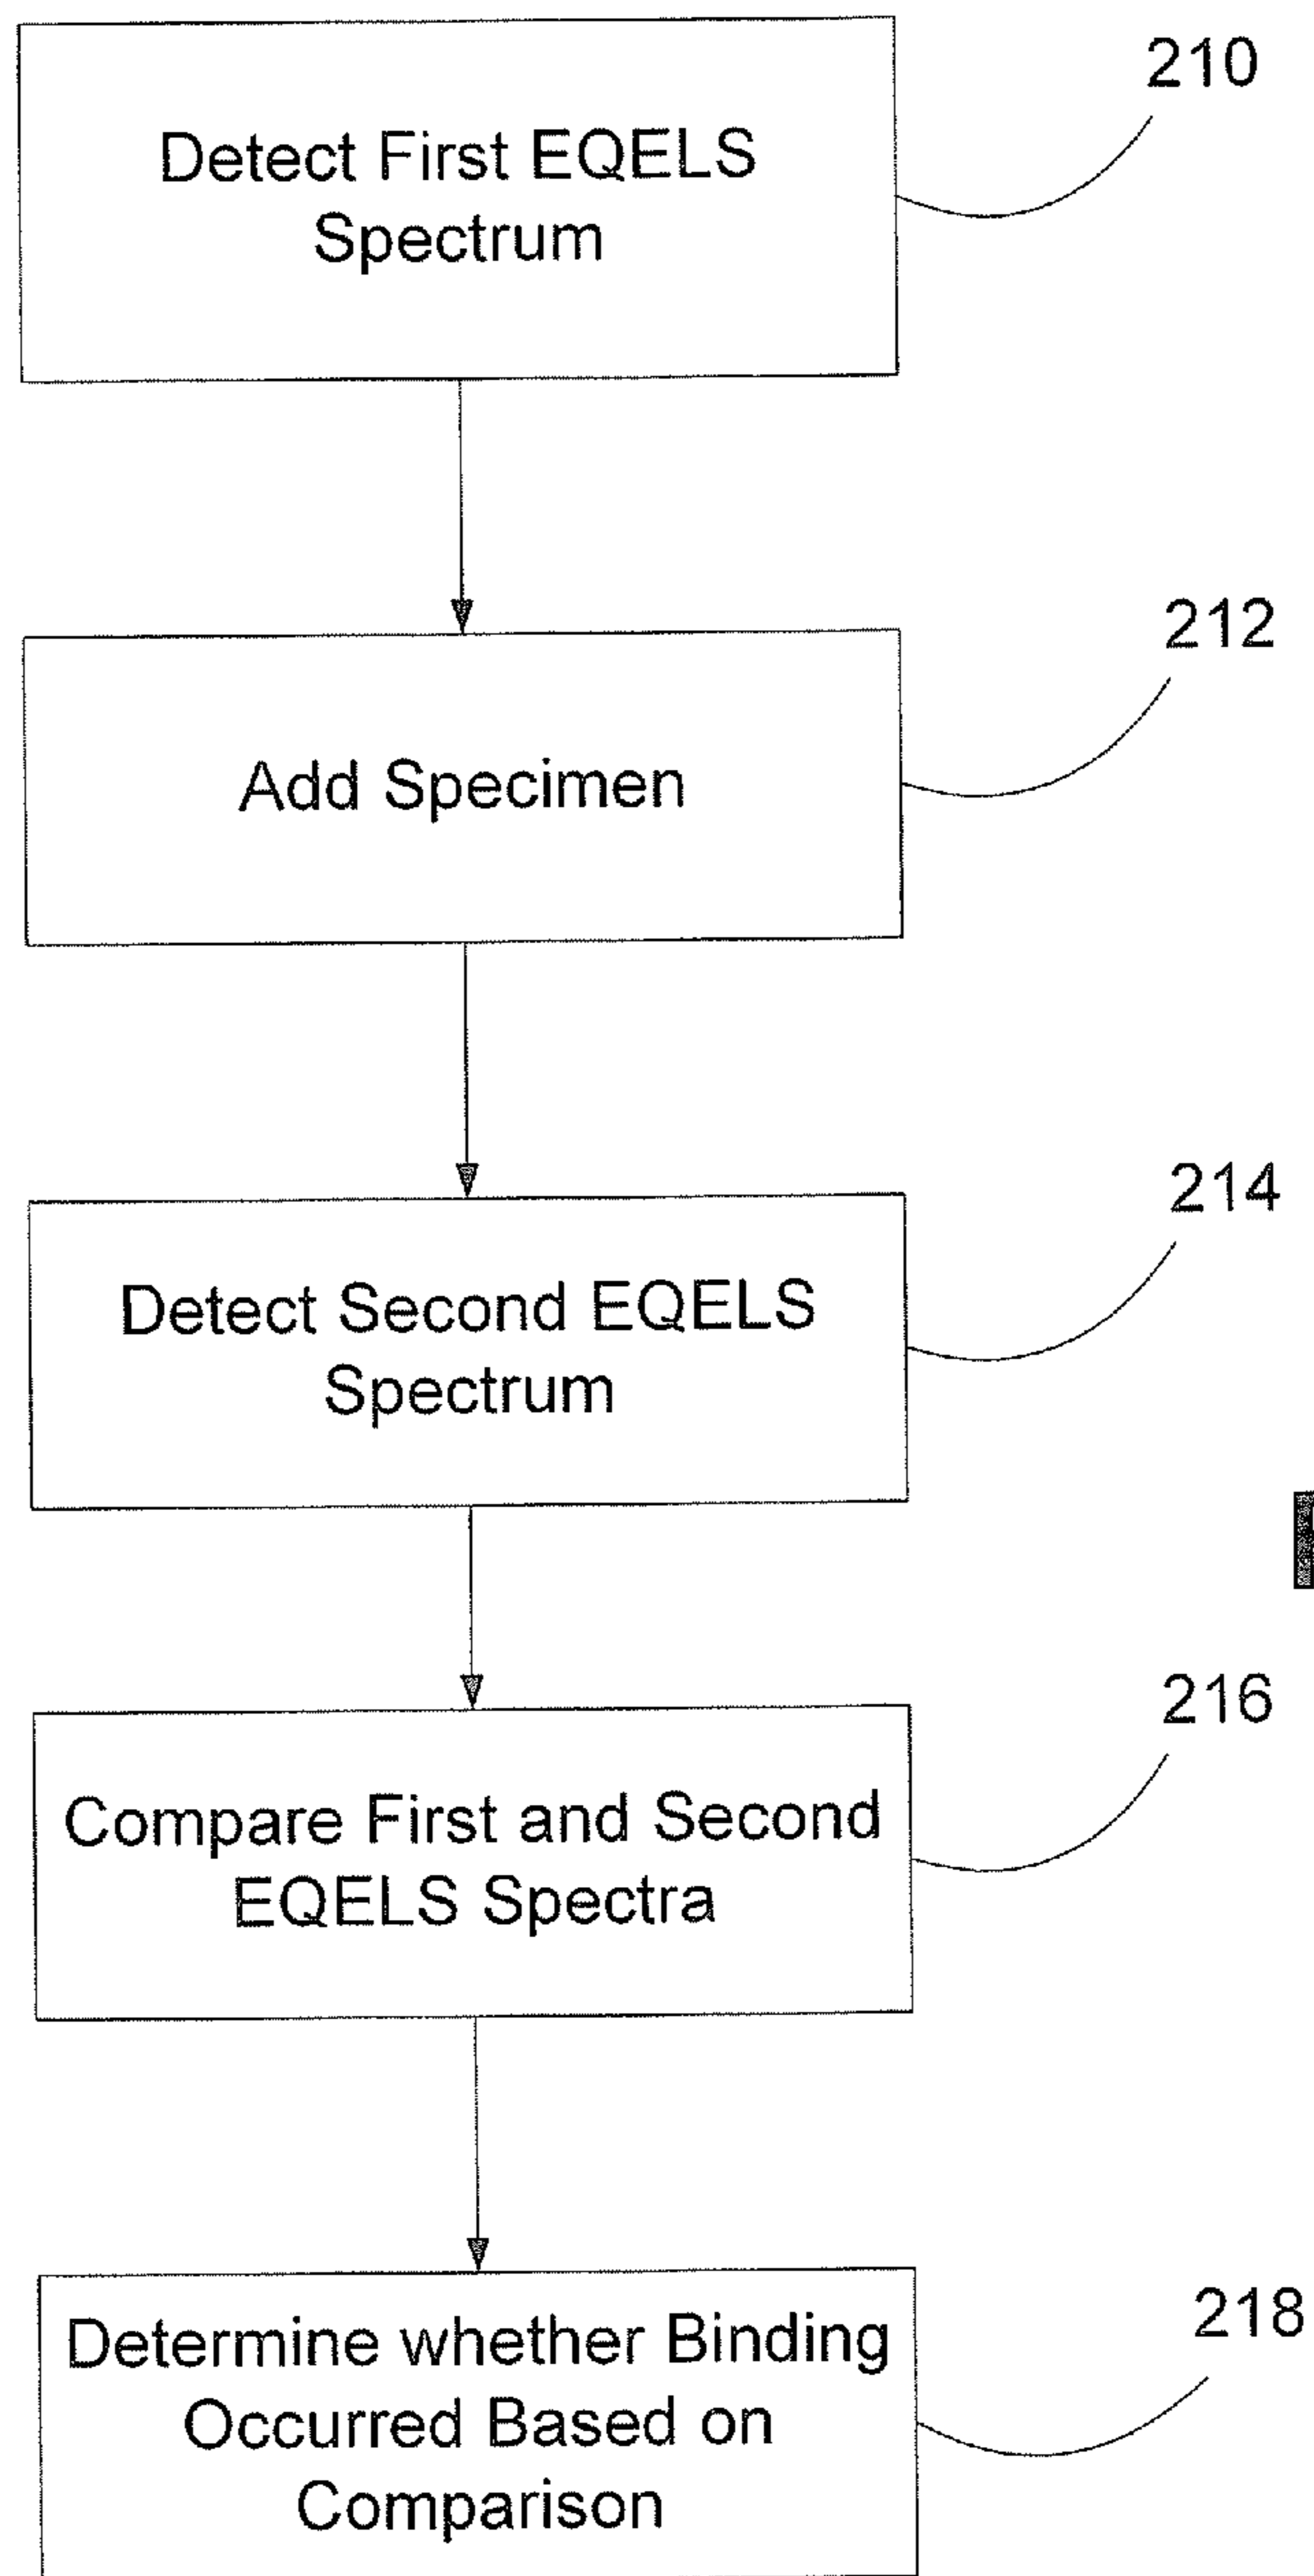 210
Detect First EQELS
Spectrum
212
Add Specimen
214
Detect Second EQELS
Spectrum
216
Compare First and Second
EQELS Spectra
218
Determine whether Binding
Occurred Based on
Comparison